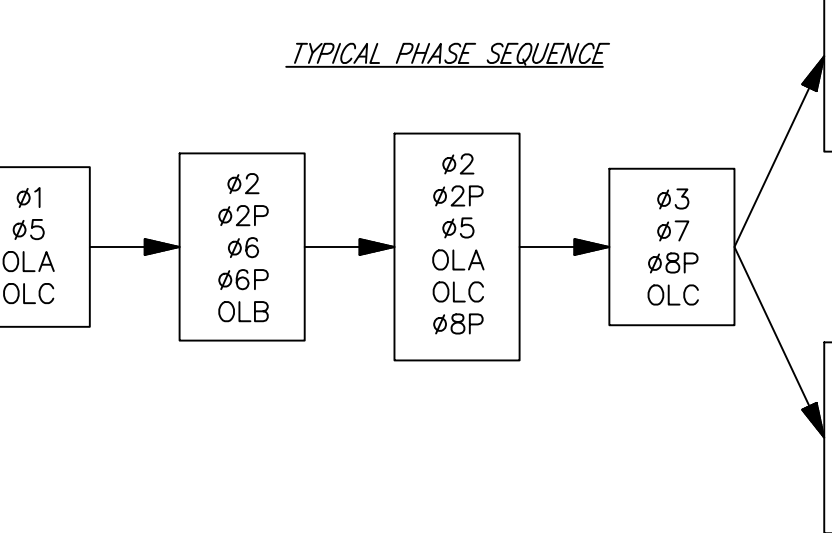 TYPICAL PHASE SEQUENCE
ø1
ø5
OLA
OLC
ø2
ø2P
ø6
ø6P
OLB
ø2
ø2P
ø5
OLA
OLC
ø8P
ø3
ø7
ø8P
OLC